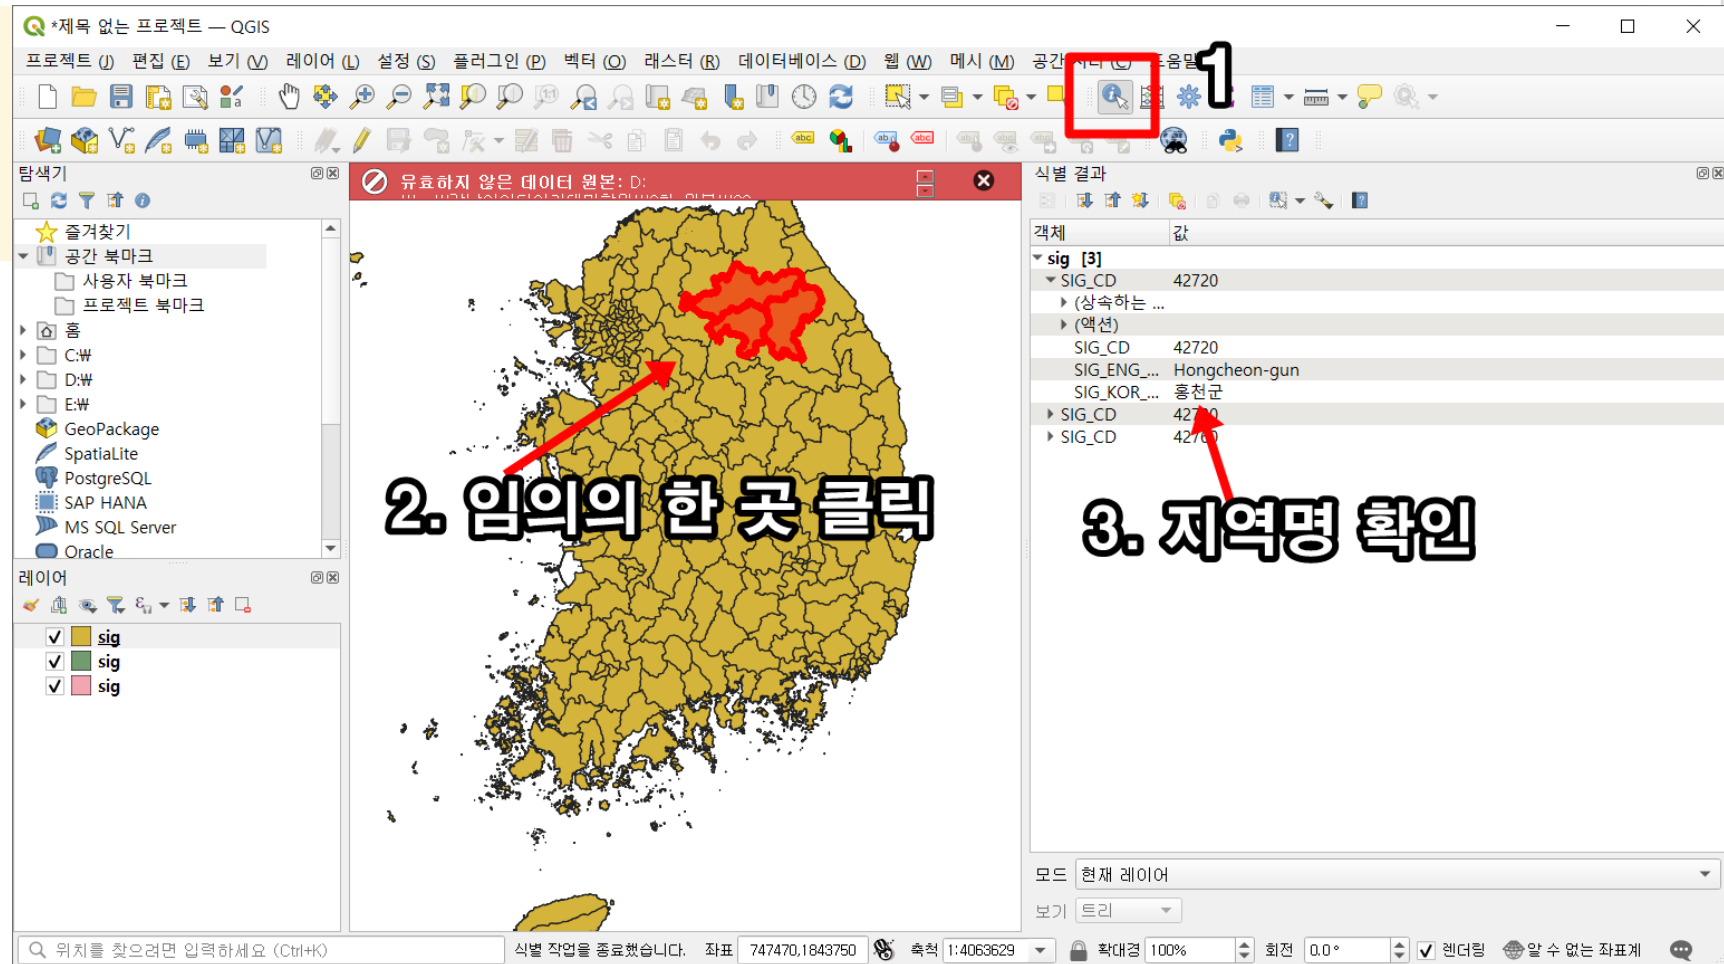 *제목 없는 프로젝트 — QGIS
프로젝트 (J) 편집 (E) 보기 (V) 레이어 (L) 설정 (S) 플러그인 (P) 벡터 (O) 래스터 (R) 데이터베이스 (D) 웹 (W) 메시 (M) 공간 처리 (C) 도움말
1
탐색기
즐겨찾기
공간 북마크
사용자 북마크
프로젝트 북마크
홈
C:₩
D:₩
E:₩
GeoPackage
SpatiaLite
PostgreSQL
SAP HANA
MS SQL Server
Oracle
레이어
sig
sig
sig
유효하지 않은 데이터 원본: D:
2. 임의의 한 곳 클릭
식별 결과
객체 값
sig [3]
SIG_CD 42720
(상속하는 ...
(액션)
SIG_CD 42720
SIG_ENG_... Hongcheon-gun
SIG_KOR_... 홍천군
SIG_CD
SIG_CD 42760
3. 지역명 확인
모드 현재 레이어
보기 트리
위치를 찾으려면 입력하세요 (Ctrl+K) 식별 작업을 종료했습니다. 좌표 747470,1843750 축척 1:4063629 확대경 100% 회전 0.0° 렌더링 알 수 없는 좌표계